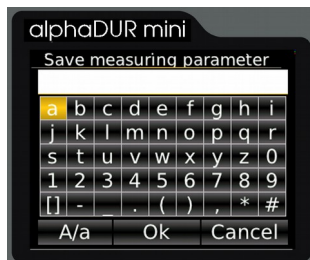 alphaDUR mini
Save measuring parameter
a b c d e f g h i
j k l m n o p q r
s t u v w x y z 0
1 2 3 4 5 6 7 8 9
[] - _ . ( ) , * #
A/a Ok Cancel